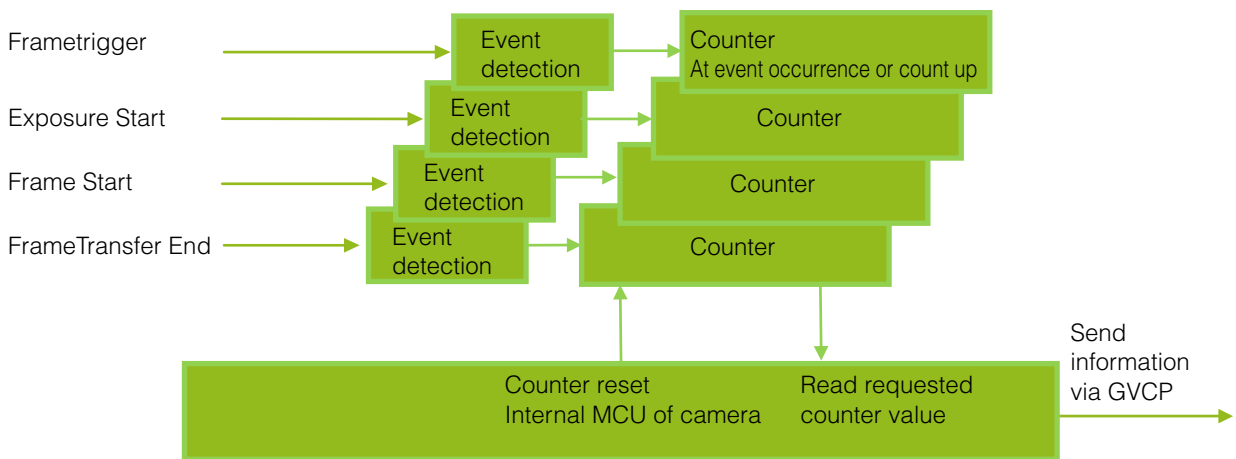 Frametrigger
Event
detection
Counter
At event occurrence or count up
Exposure Start
Event
detection
Counter
Frame Start
Event
detection
Counter
FrameTransfer End
Event
detection
Counter
Counter reset
Internal MCU of camera
Read requested
counter value
Send
information
via GVCP